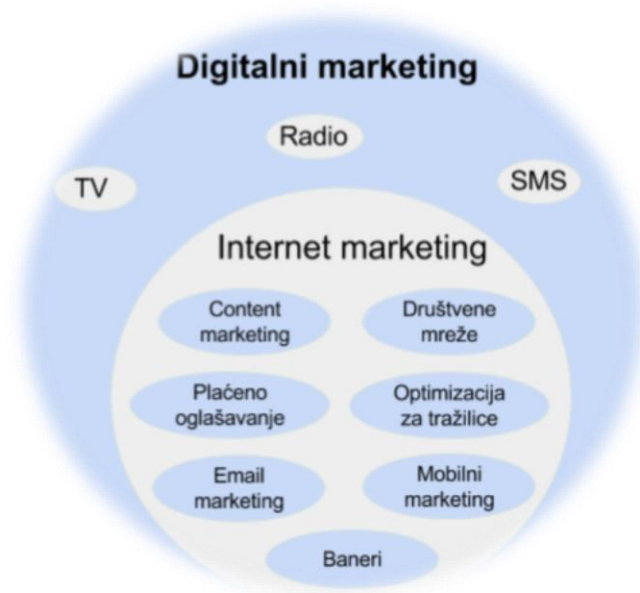 Digitalni marketing
Radio
TV
SMS
Internet marketing
Content
marketing
Društvene
mreže
Plaćeno
oglašavanje
Optimizacija
za tražilice
Email
marketing
Mobilni
marketing
Baneri